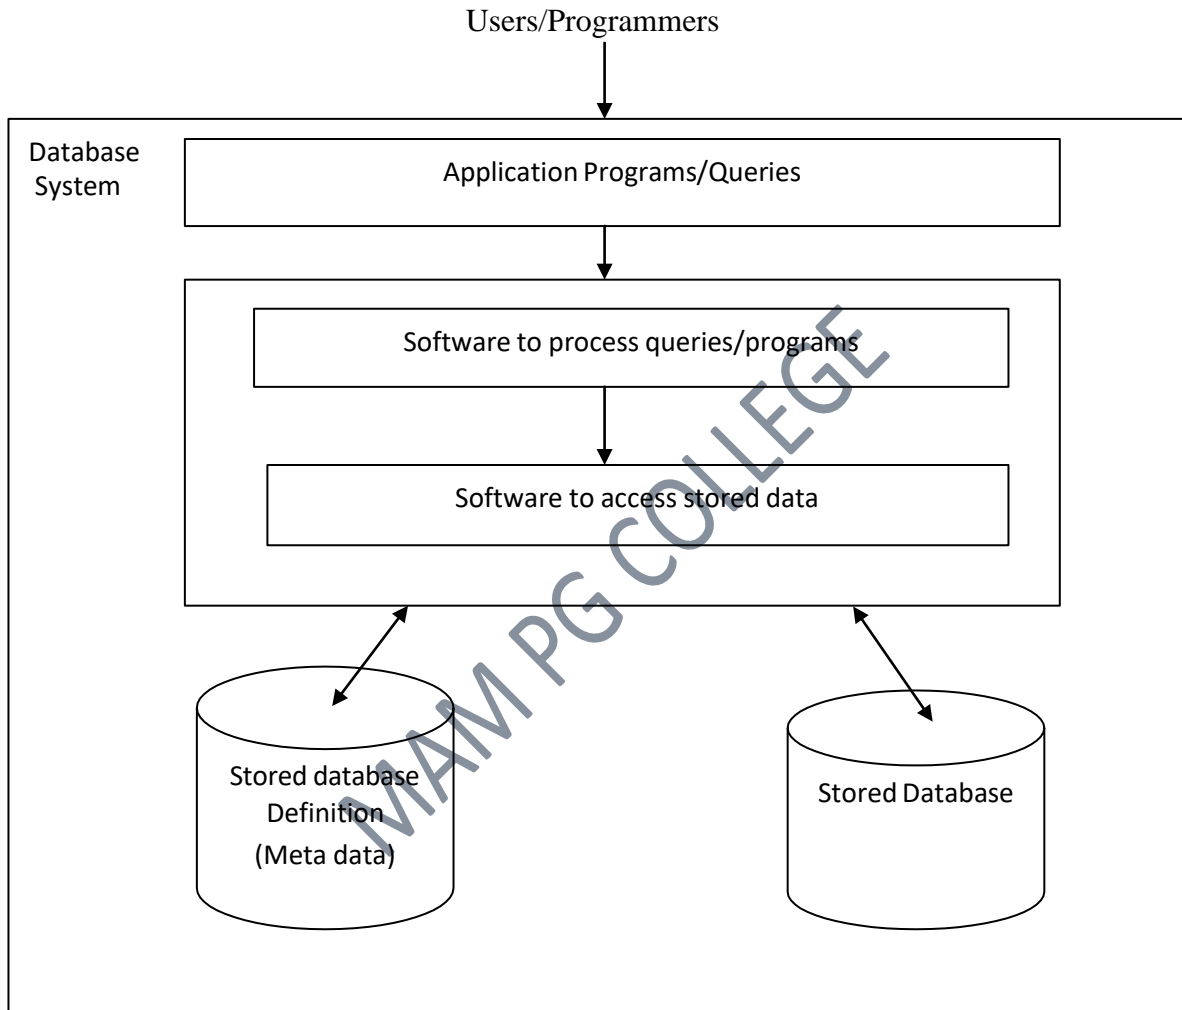 Users/Programmers
Database
System
Application Programs/Queries
Software to process queries/programs
Software to access stored data
MAM PG COLLEGE
Stored database
Definition
(Meta data)
Stored Database